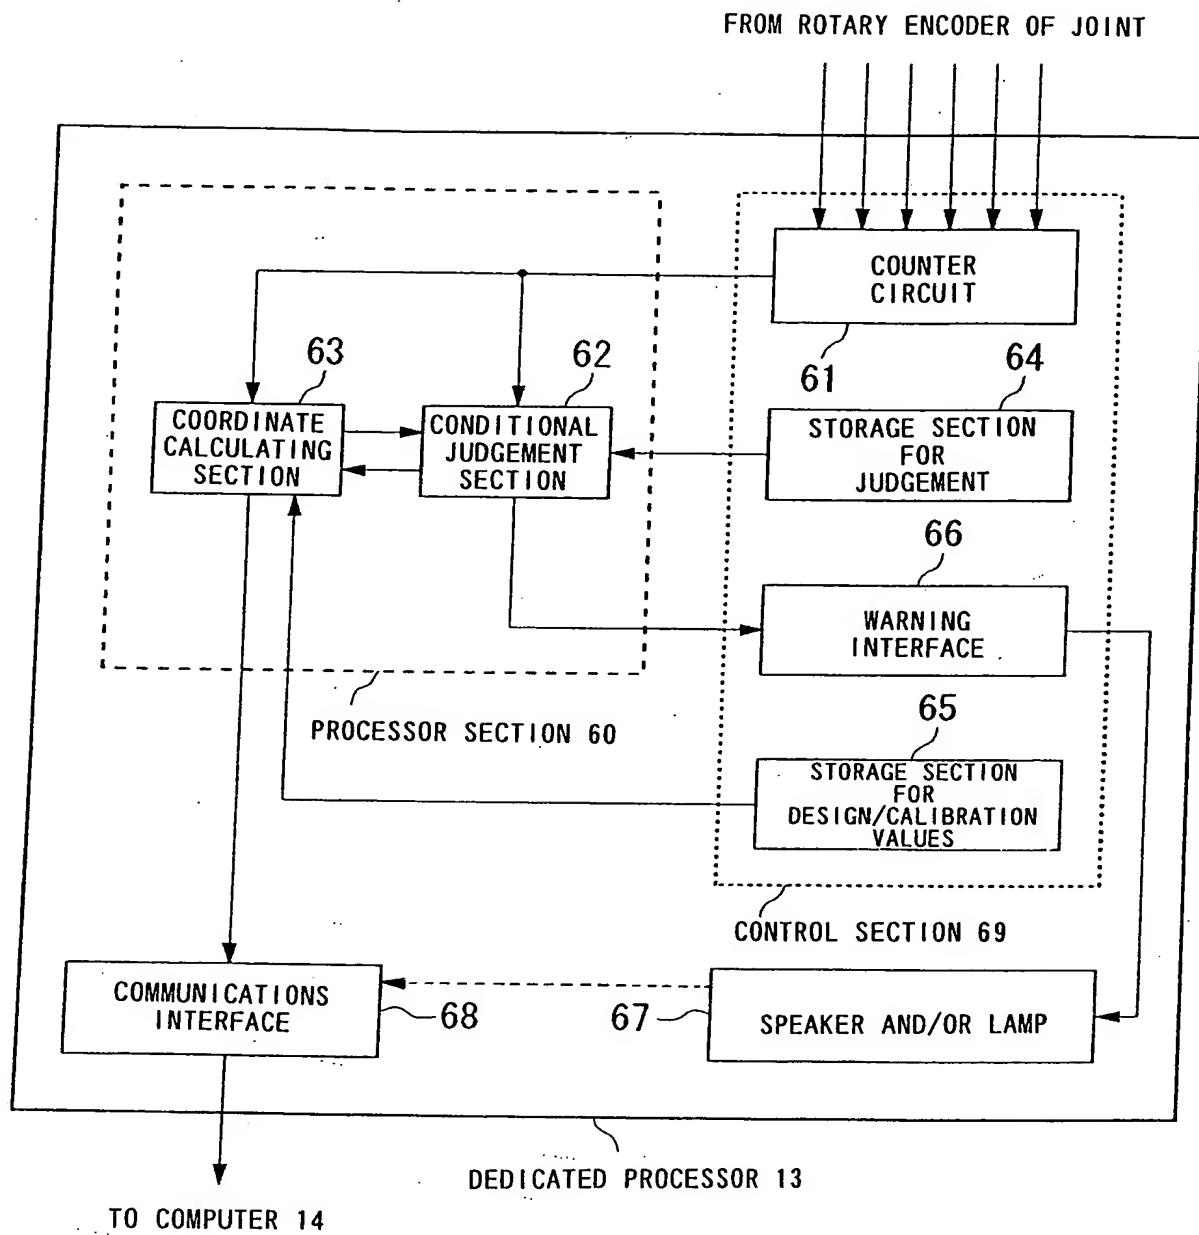 FROM ROTARY ENCODER OF JOINT
COUNTER
CIRCUIT
61
63
62
64
COORDINATE
CALCULATING
SECTION
CONDITIONAL
JUDGEMENT
SECTION
STORAGE SECTION
FOR
JUDGEMENT
66
WARNING
INTERFACE
PROCESSOR SECTION 60
65
STORAGE SECTION
FOR
DESIGN/CALIBRATION
VALUES
CONTROL SECTION 69
COMMUNICATIONS
INTERFACE
68
67
SPEAKER AND/OR LAMP
DEDICATED PROCESSOR 13
TO COMPUTER 14